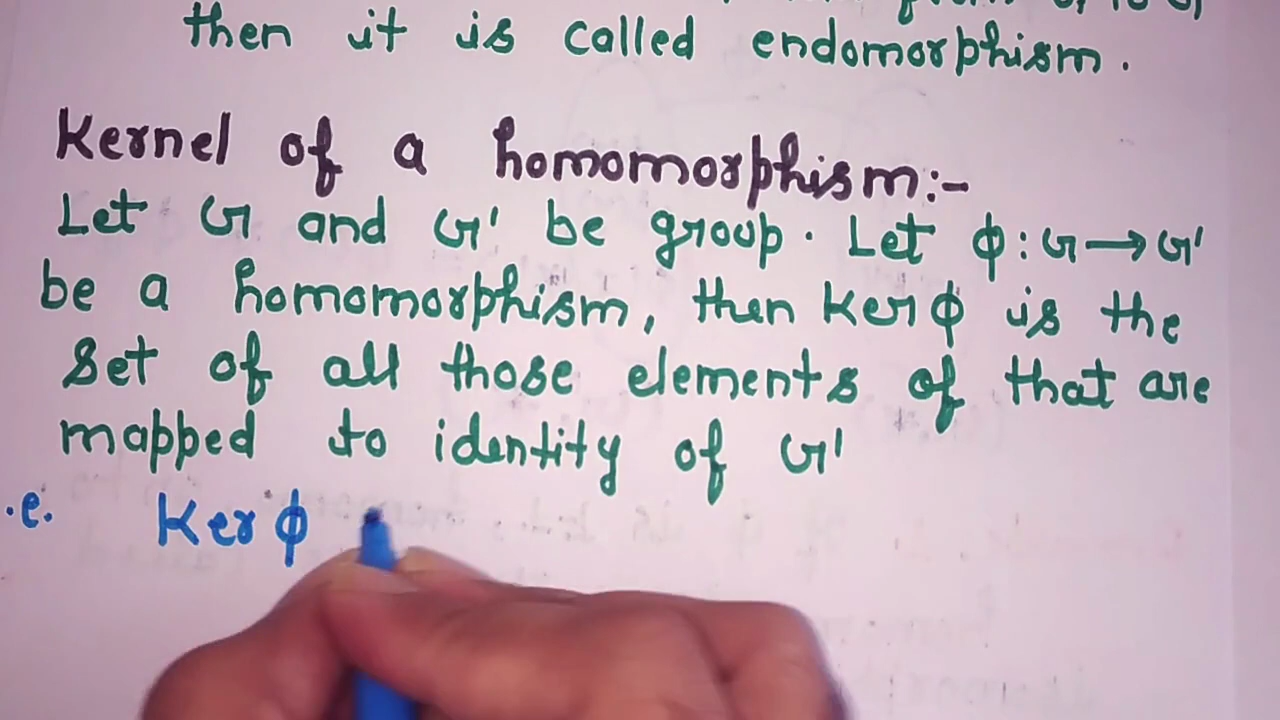 then it is called endomorphism.
Kernel of a homomorphism:-
Let G and G' be group. Let ϕ:G→G'
be a homomorphism, then Ker ϕ is the
set of all those elements of that are
mapped to identity of G'
.e. Ker ϕ